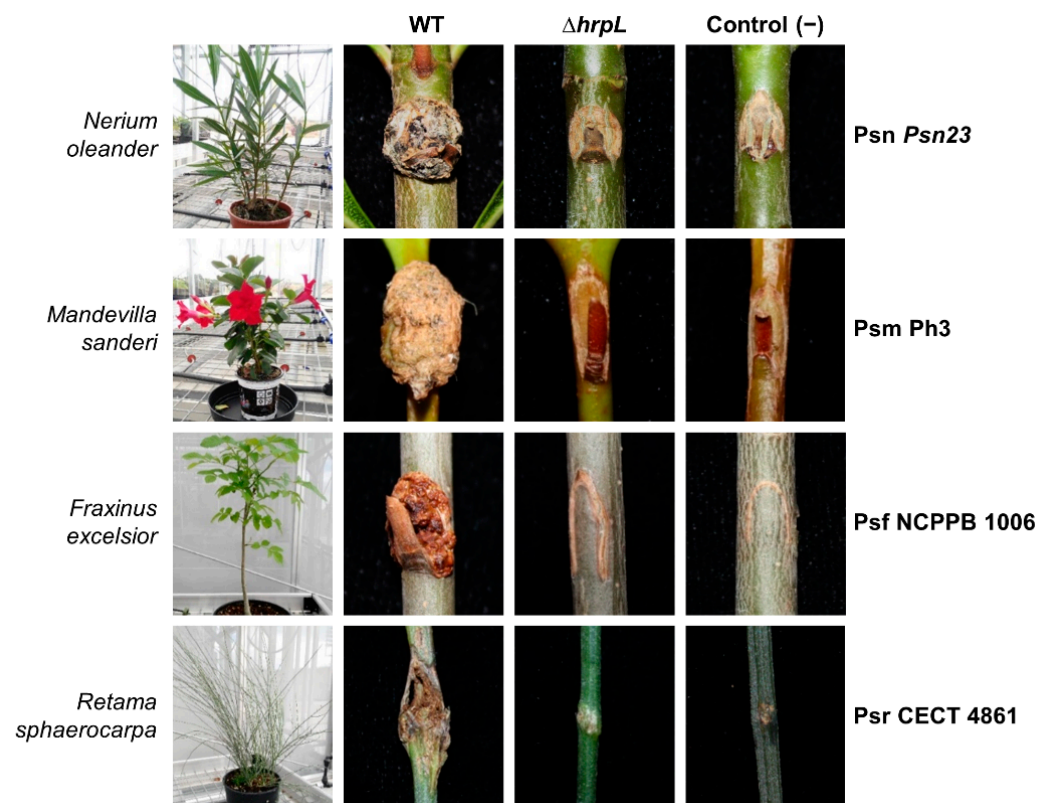 WT ΔhrpL Control (−)
Nerium
oleander
Psn Psn23
Mandevilla
sanderi
Psm Ph3
Fraxinus
excelsior
Psf NCPPB 1006
Retama
sphaerocarpa
Psr CECT 4861